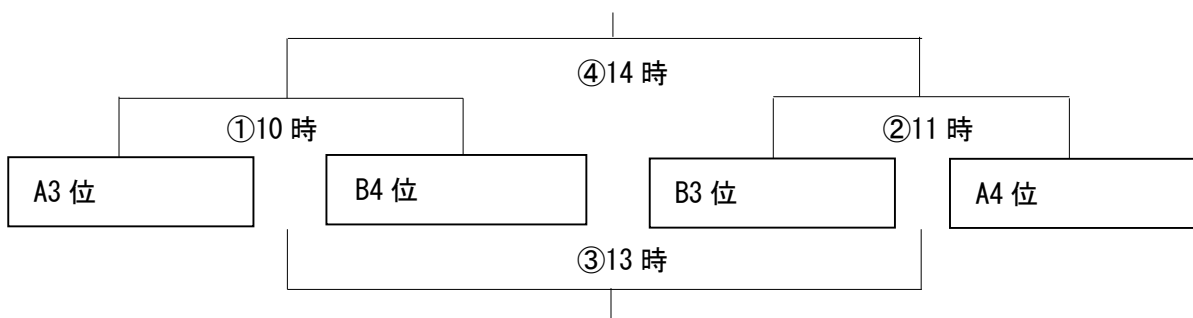 ④14 時
①10 時
②11 時
A3 位
B4 位
B3 位
A4 位
③13 時